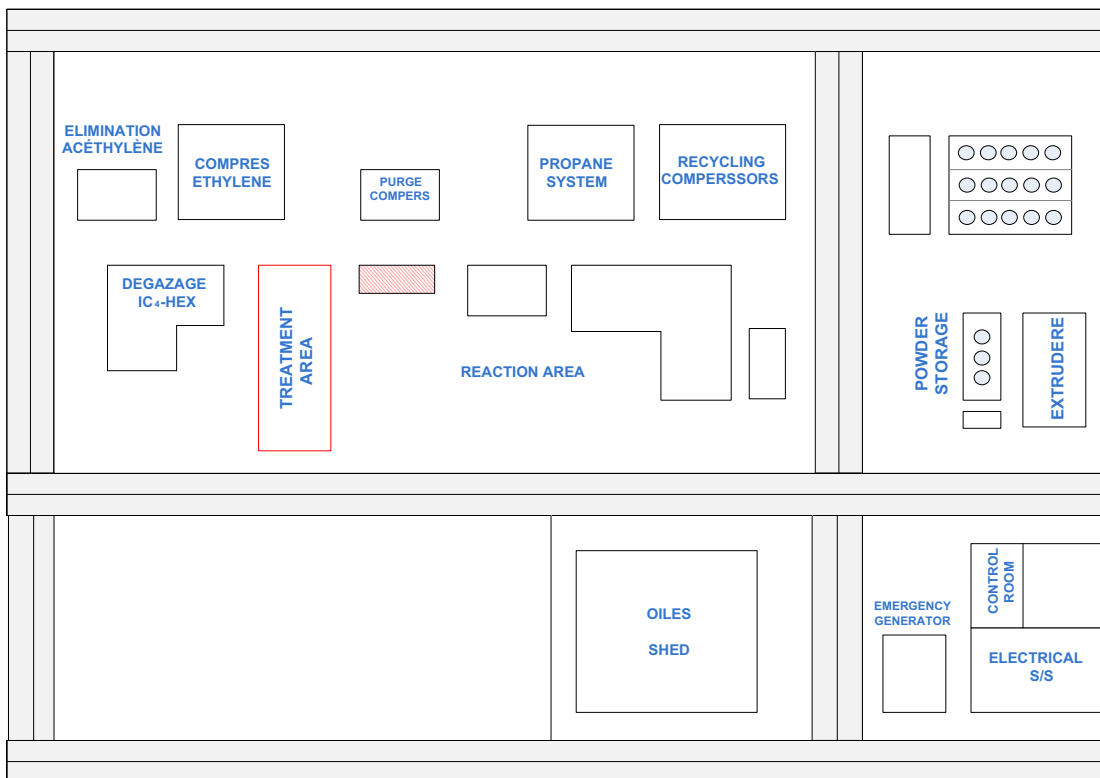 ELIMINATION
ACÉTHYLÈNE
COMPRES
ETHYLENE
PURGE
COMPERS
PROPANE
SYSTEM
RECYCLING
COMPERSSORS
DEGAZAGE
IC₄-HEX
TREATMENT
AREA
REACTION AREA
POWDER
STORAGE
EXTRUDERE
OILES
SHED
EMERGENCY
GENERATOR
CONTROL
ROOM
ELECTRICAL
S/S